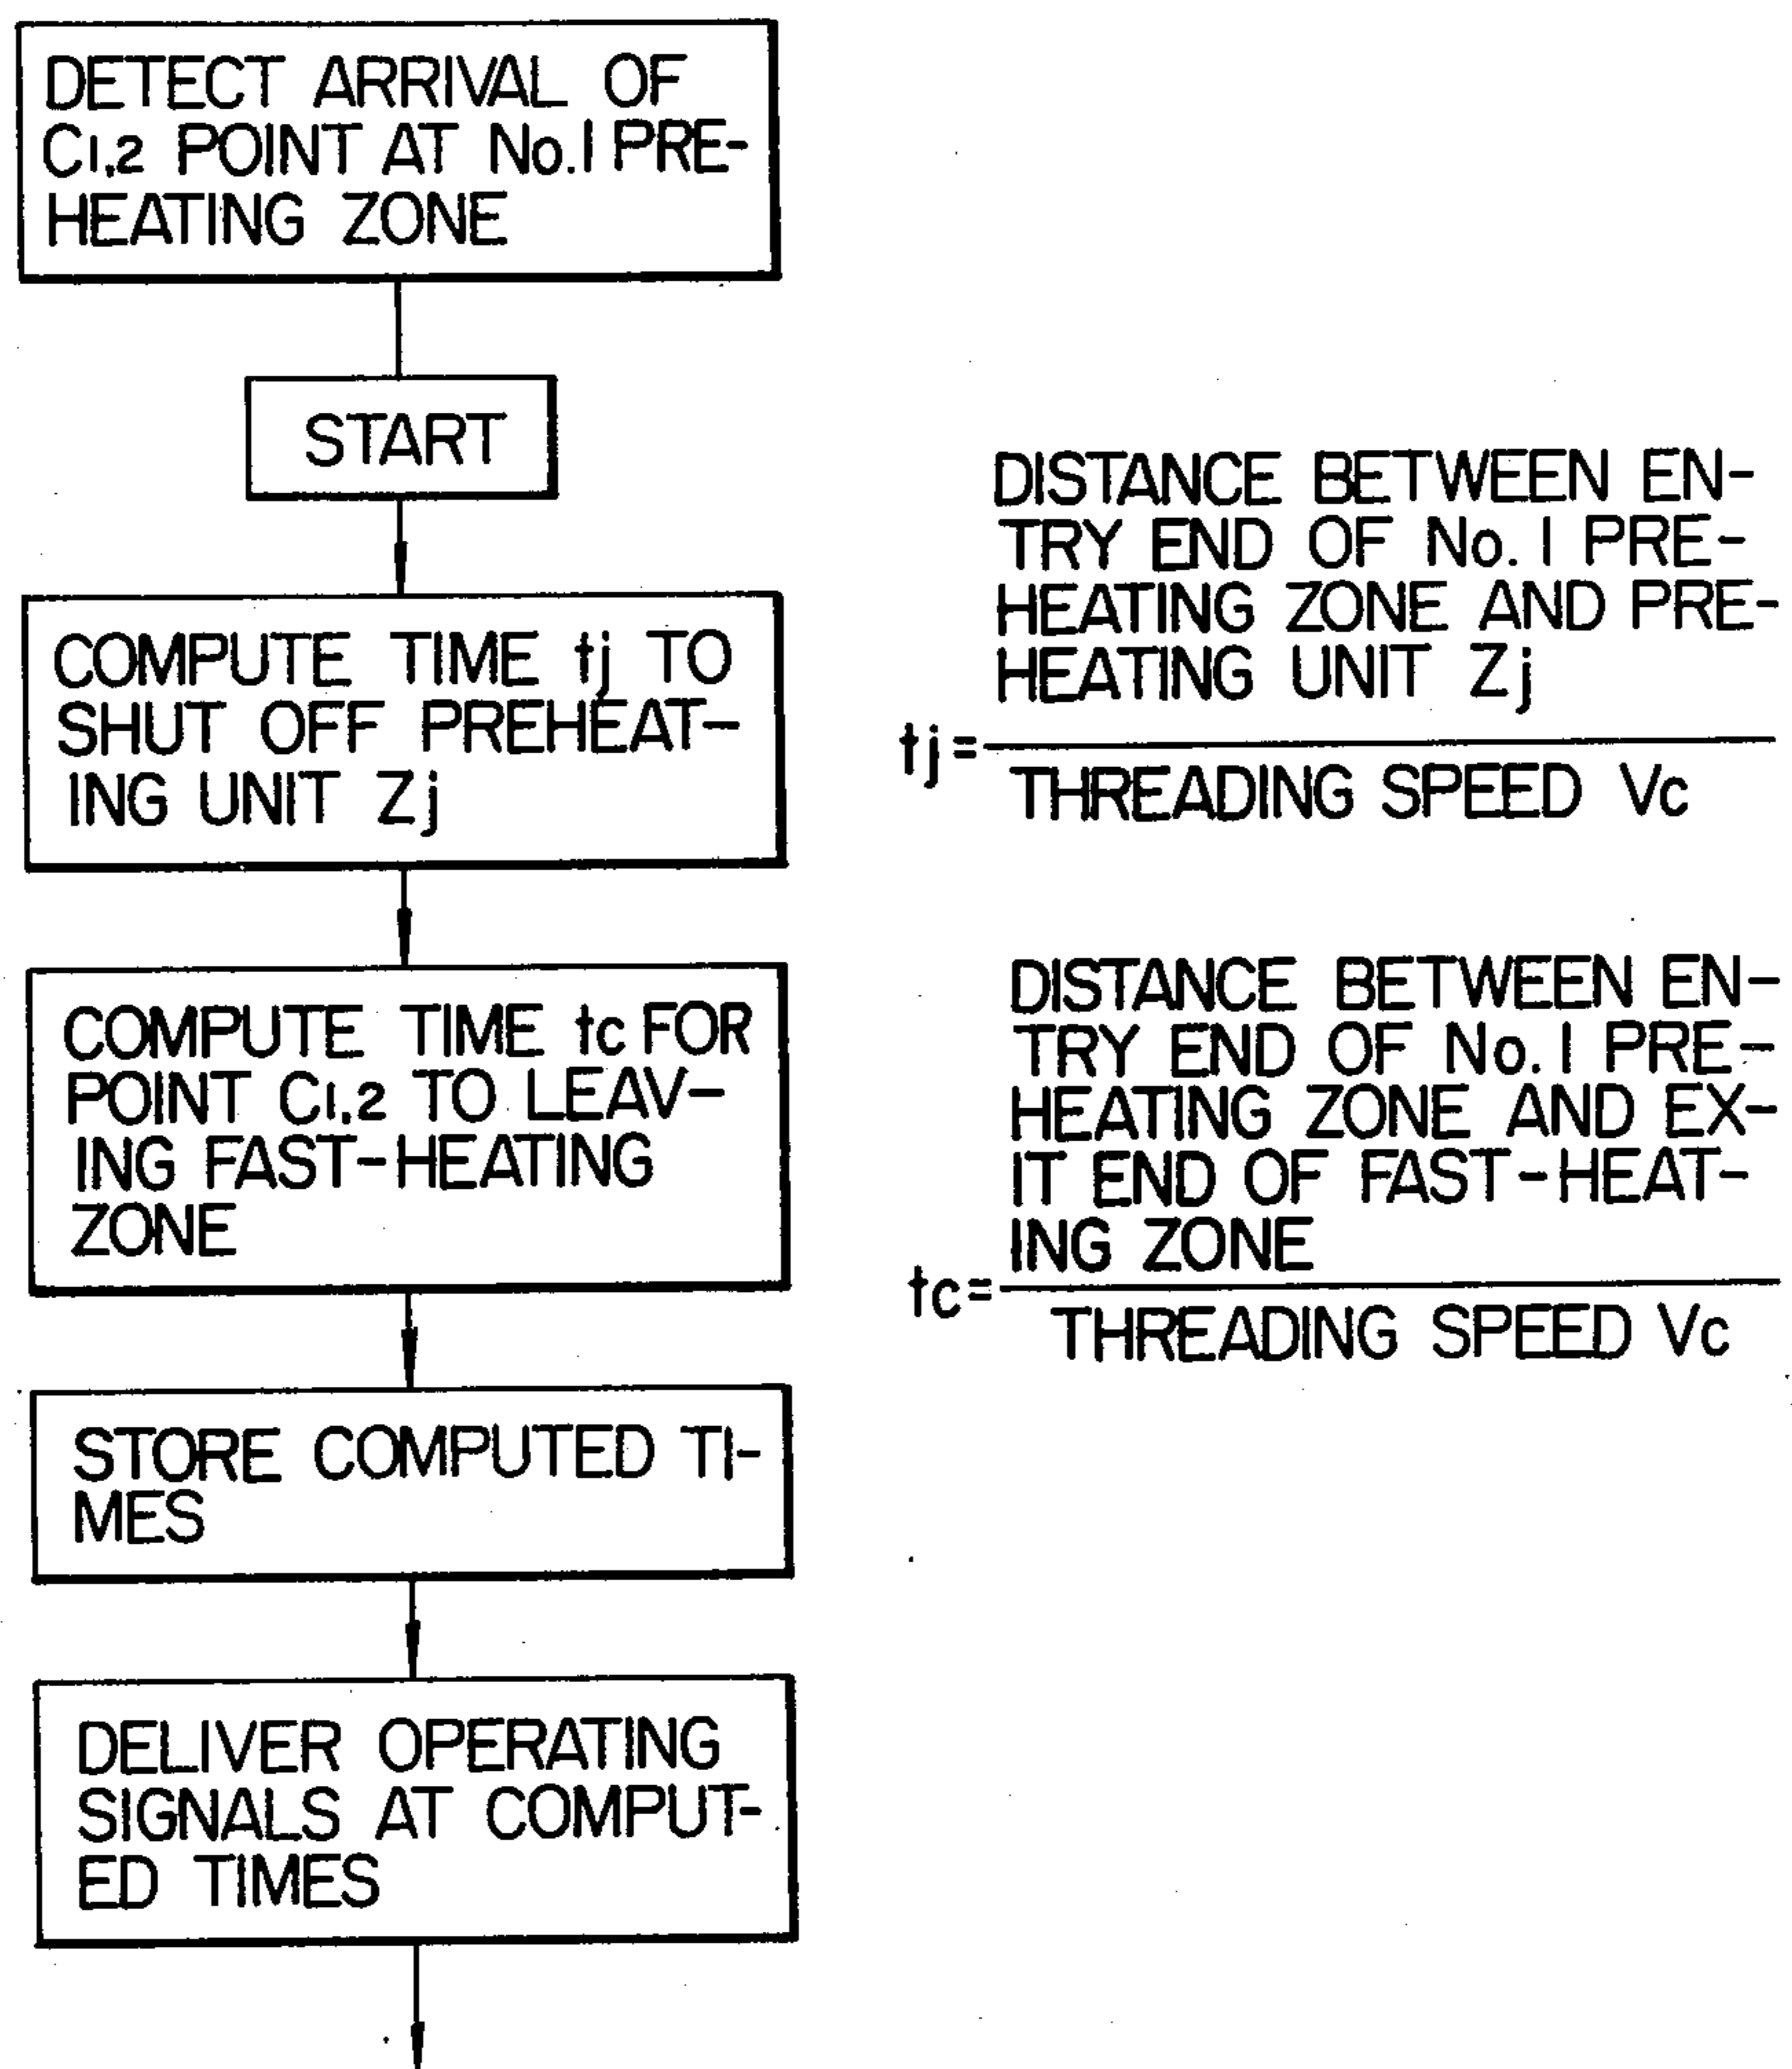 DETECT ARRIVAL OF
C1,2 POINT AT No.1 PRE-
HEATING ZONE
START
COMPUTE TIME tj TO
SHUT OFF PREHEAT-
ING UNIT Zj
DISTANCE BETWEEN EN-
TRY END OF No.1 PRE-
HEATING ZONE AND PRE-
HEATING UNIT Zj
tj=
THREADING SPEED Vc
COMPUTE TIME tc FOR
POINT C1,2 TO LEAV-
ING FAST-HEATING
ZONE
DISTANCE BETWEEN EN-
TRY END OF No.1 PRE-
HEATING ZONE AND EX-
IT END OF FAST-HEAT-
ING ZONE
tc=
THREADING SPEED Vc
STORE COMPUTED TI-
MES
DELIVER OPERATING
SIGNALS AT COMPUT-
ED TIMES